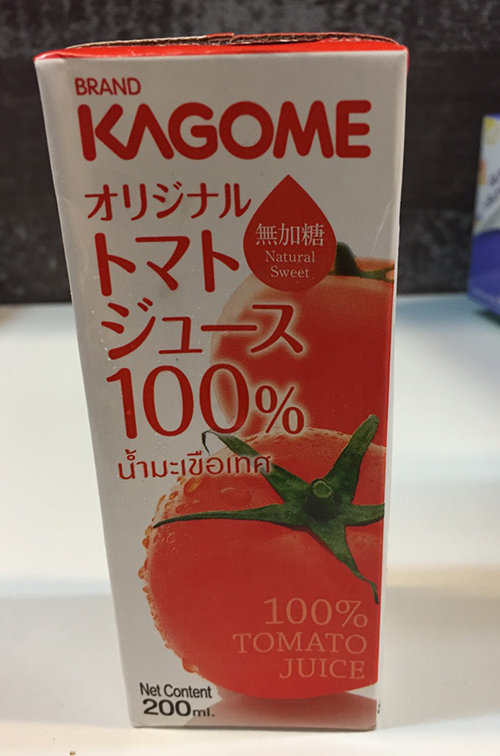 BRAND
KAGOME
オリジナル
無加糖
Natural
Sweet
トマト
ジュース
100%
น้ำมะเขือเทศ
100%
TOMATO
JUICE
Net Content
200ml.